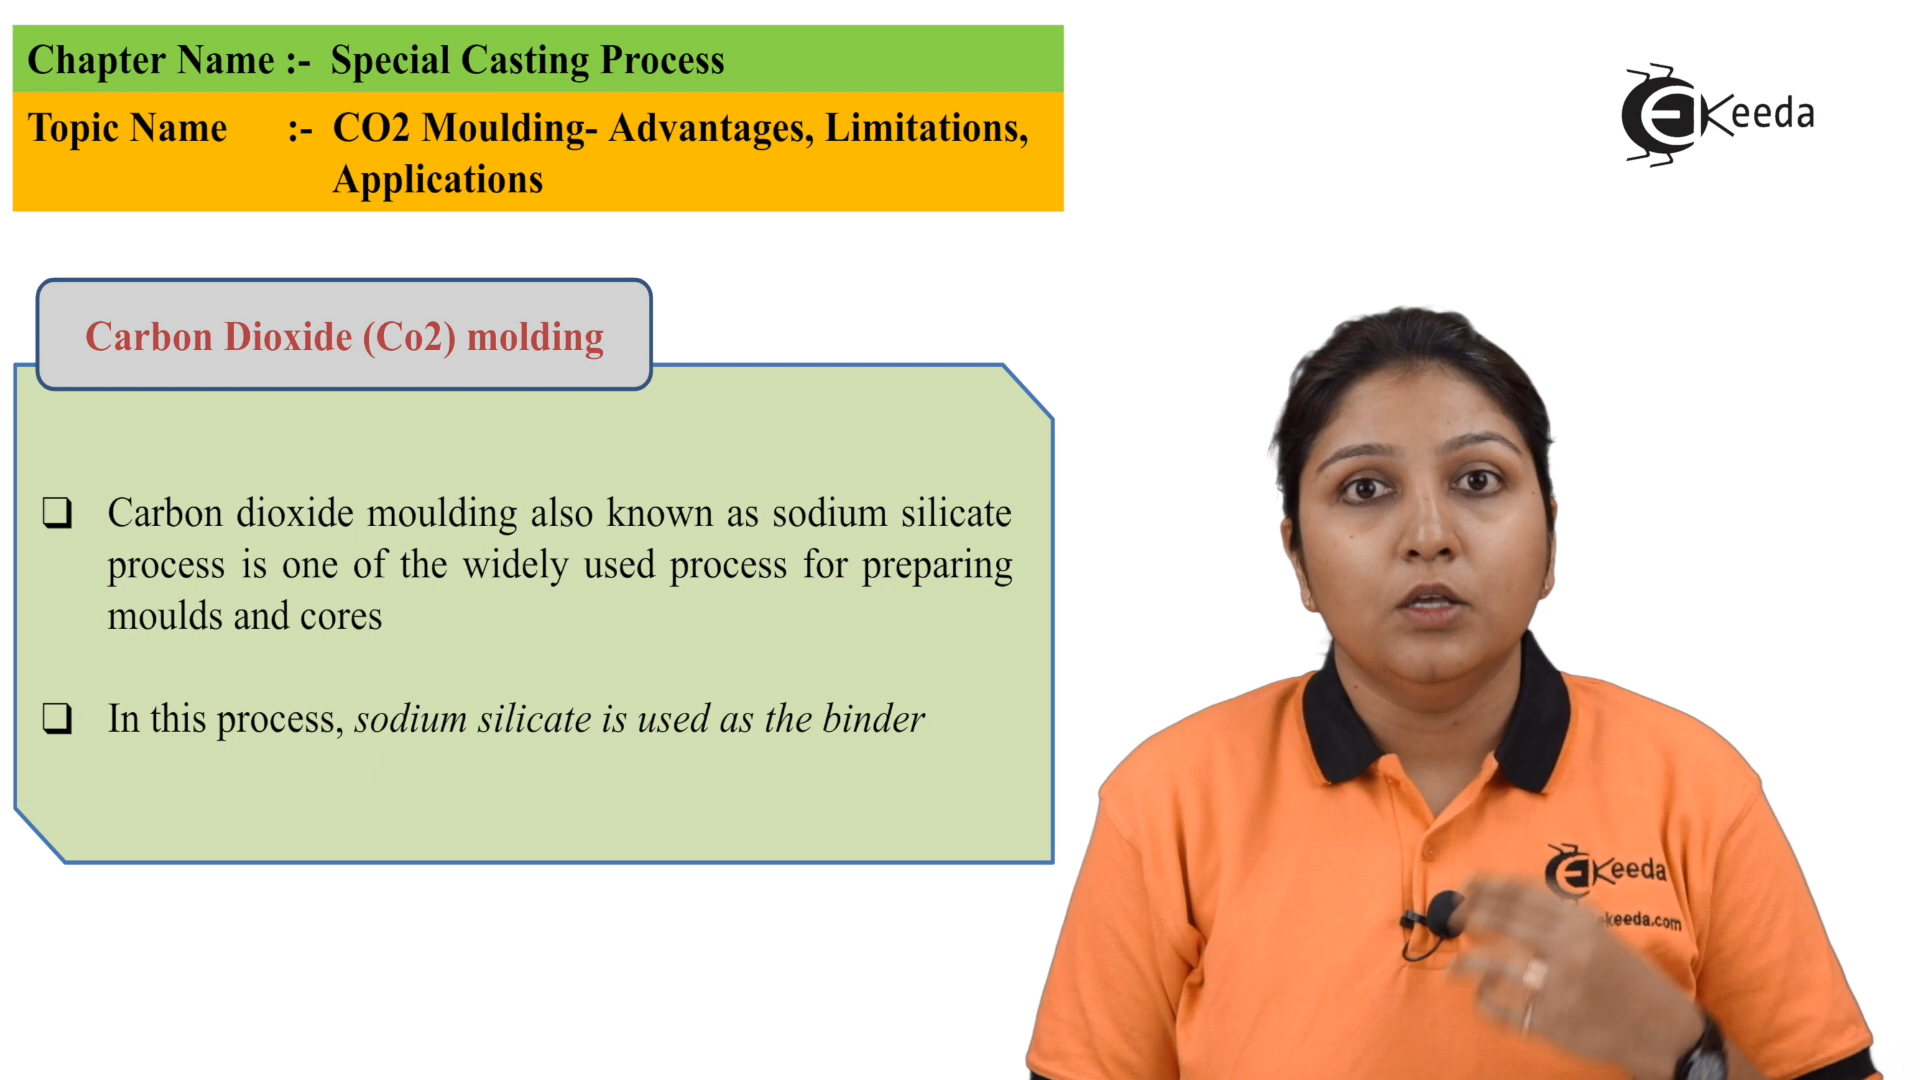 Chapter Name :- Special Casting Process
Topic Name :- CO2 Moulding- Advantages, Limitations,
Applications
Keeda
Carbon Dioxide (Co2) molding
❑ Carbon dioxide moulding also known as sodium silicate
process is one of the widely used process for preparing
moulds and cores
❑ In this process, sodium silicate is used as the binder
Keeda
ekeeda.com